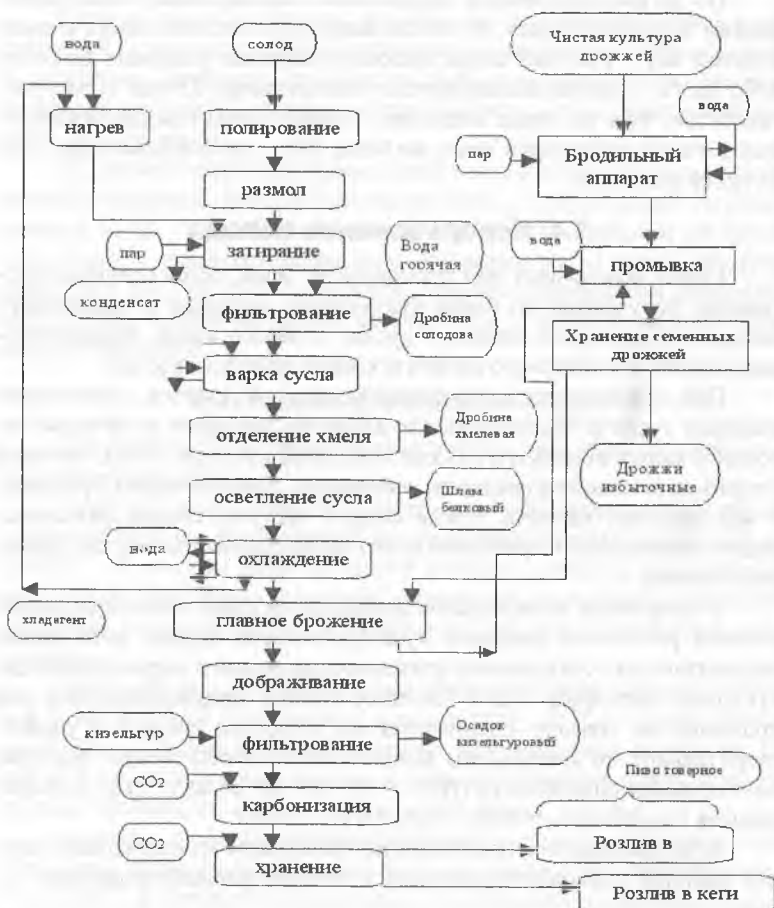 вода
солод
Чистая культура
дрожжей
нагрев
полирование
вода
пар
Бродильный
аппарат
размол
пар
затирание
Вода
горячая
вода
промывка
конденсат
фильтрование
Дробина
солодова
Хранение семенных
дрожжей
варка сусла
отделение хмеля
Дробина
хмелевая
Дрожжи
избыточные
осветление сусла
Шлам
белковый
вода
охлаждение
хладагент
главное брожение
дображивание
кизельгур
фильтрование
Осадок
кизельгуровый
Пиво товарное
CO2
карбонизация
CO2
хранение
Розлив в
Розлив в кеги